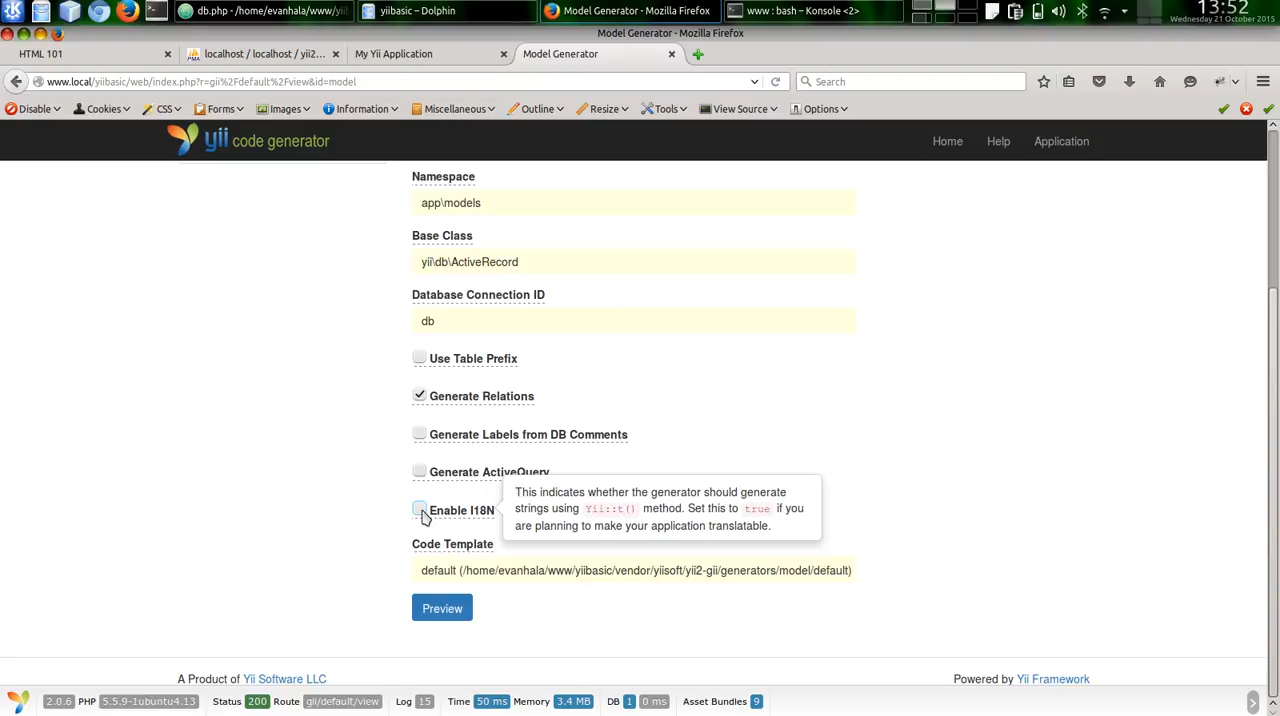 db.php - /home/evanhala/www/yii
yiibasic – Dolphin
Model Generator - Mozilla Firefox
www : bash – Konsole <2>
13:52
Wednesday 21 October 2015
Model Generator - Mozilla Firefox
HTML 101
localhost / localhost / yii2...
My Yii Application
Model Generator
www.local/yiibasic/web/index.php?r=gii%2Fdefault%2Fview&id=model
Search
Disable
Cookies
CSS
Forms
Images
Information
Miscellaneous
Outline
Resize
Tools
View Source
Options
yii code generator
Home
Help
Application
Namespace
app\models
Base Class
yii\db\ActiveRecord
Database Connection ID
db
Use Table Prefix
Generate Relations
Generate Labels from DB Comments
Generate ActiveQuery
Enable I18N
This indicates whether the generator should generate
strings using Yii::t() method. Set this to true if you
are planning to make your application translatable.
Code Template
default (/home/evanhala/www/yiibasic/vendor/yiisoft/yii2-gii/generators/model/default)
Preview
A Product of Yii Software LLC
Powered by Yii Framework
2.0.6 PHP 5.5.9-1ubuntu4.13 Status 200 Route gii/default/view Log 15 Time 50 ms Memory 3.4 MB DB 1 0 ms Asset Bundles 9